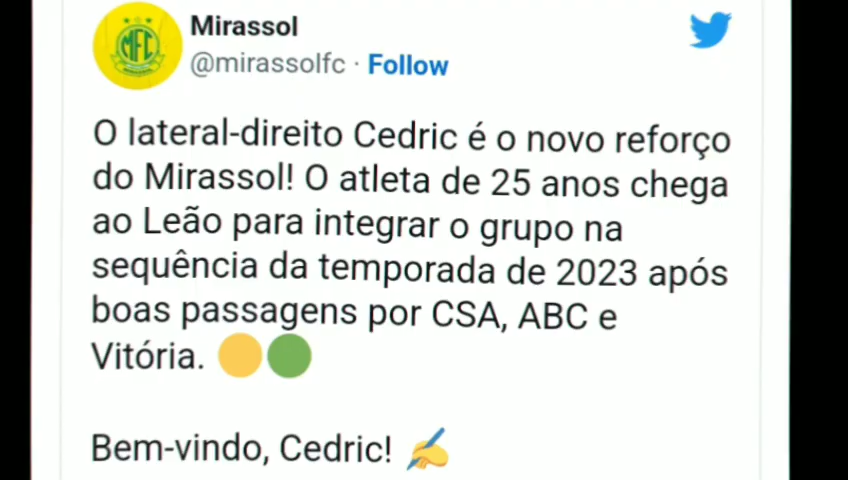 Mirassol
@mirassolfc · Follow
O lateral-direito Cedric é o novo reforço
do Mirassol! O atleta de 25 anos chega
ao Leão para integrar o grupo na
sequência da temporada de 2023 após
boas passagens por CSA, ABC e
Vitória. 🟡🟢
Bem-vindo, Cedric! ✍️
MFC